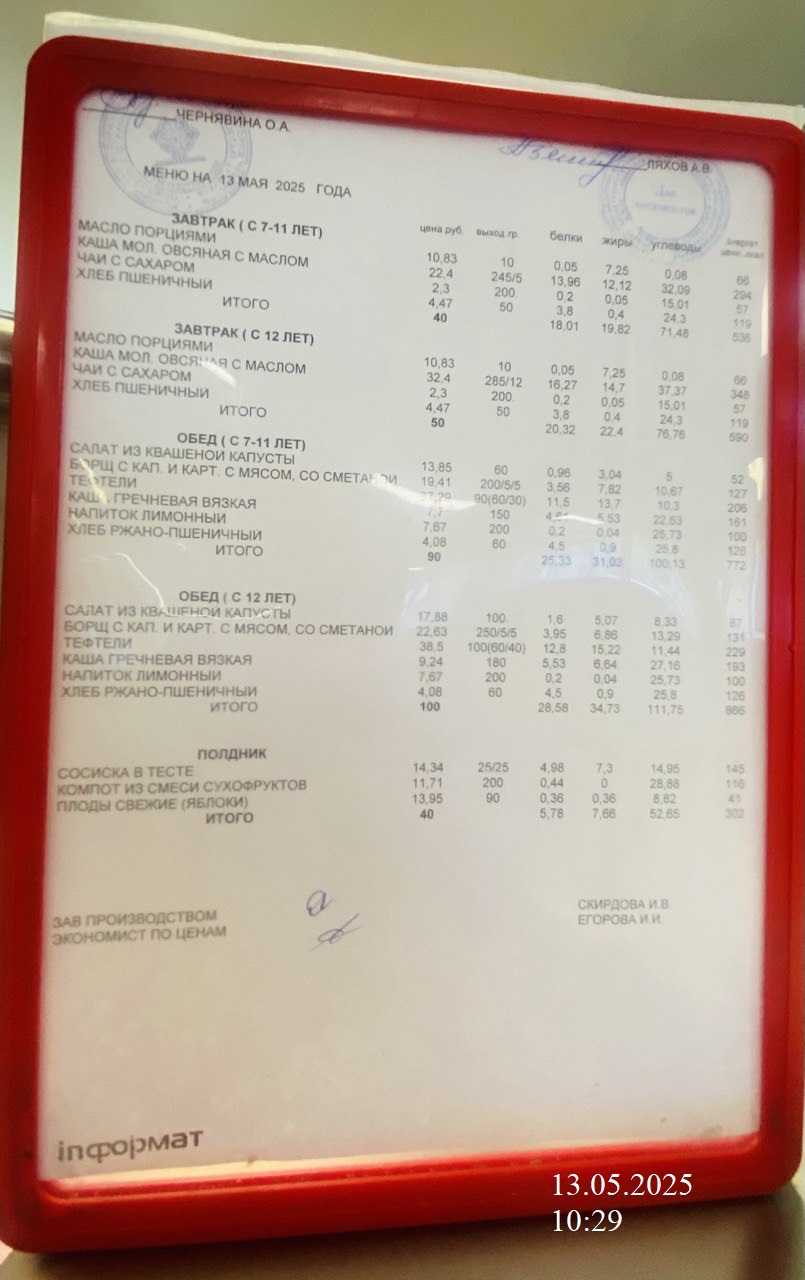 ЧЕРНЯВИНА О.А.
ЛЯХОВ А.В.
МЕНЮ НА 13 МАЯ 2025 ГОДА
ЗАВТРАК ( С 7-11 ЛЕТ) цена руб. выход гр. белки жиры углеводы
МАСЛО ПОРЦИЯМИ 10,83 10 0,05 7,25 0,08 66
КАША МОЛ. ОВСЯНАЯ С МАСЛОМ 22,4 245/5 13,96 12,12 32,09 294
ЧАЙ С САХАРОМ 2,3 200 0,2 0,05 15,01 57
ХЛЕБ ПШЕНИЧНЫЙ 4,47 50 3,8 0,4 24,3 119
ИТОГО 40 18,01 19,82 71,48 536
ЗАВТРАК ( С 12 ЛЕТ)
МАСЛО ПОРЦИЯМИ 10,83 10 0,05 7,25 0,08 66
КАША МОЛ. ОВСЯНАЯ С МАСЛОМ 32,4 285/12 16,27 14,7 37,37 348
ЧАЙ С САХАРОМ 2,3 200. 0,2 0,05 15,01 57
ХЛЕБ ПШЕНИЧНЫЙ 4,47 50 3,8 0,4 24,3 119
ИТОГО 50 20,32 22,4 76,76 590
ОБЕД ( С 7-11 ЛЕТ)
САЛАТ ИЗ КВАШЕНОЙ КАПУСТЫ 13,85 60 0,96 3,04 5 52
БОРЩ С КАП. И КАРТ. С МЯСОМ, СО СМЕТАНОЙ 19,41 200/5/5 3,56 7,82 10,67 127
ТЕФТЕЛИ 90(60/30) 11,5 13,7 10,3 206
КАША ГРЕЧНЕВАЯ ВЯЗКАЯ 7,7 150 5,53 22,63 161
НАПИТОК ЛИМОННЫЙ 7,67 200 0,2 0,04 25,73 100
ХЛЕБ РЖАНО-ПШЕНИЧНЫЙ 4,08 60 4,5 0,9 25,8 126
ИТОГО 90 25,33 31,03 100,13 772
ОБЕД ( С 12 ЛЕТ)
САЛАТ ИЗ КВАШЕНОЙ КАПУСТЫ 17,88 100. 1,6 5,07 8,33 87
БОРЩ С КАП. И КАРТ. С МЯСОМ, СО СМЕТАНОЙ 22,63 250/5/5 3,95 6,86 13,29 131
ТЕФТЕЛИ 38,5 100(60/40) 12,8 15,22 11,44 229
КАША ГРЕЧНЕВАЯ ВЯЗКАЯ 9,24 180 5,53 6,64 27,16 193
НАПИТОК ЛИМОННЫЙ 7,67 200 0,2 0,04 25,73 100
ХЛЕБ РЖАНО-ПШЕНИЧНЫЙ 4,08 60 4,5 0,9 25,8 126
ИТОГО 100 28,58 34,73 111,75 866
ПОЛДНИК
СОСИСКА В ТЕСТЕ 14,34 25/25 4,98 7,3 14,95 145
КОМПОТ ИЗ СМЕСИ СУХОФРУКТОВ 11,71 200 0,44 0 28,88 116
ПЛОДЫ СВЕЖИЕ (ЯБЛОКИ) 13,95 90 0,36 0,36 8,82 41
ИТОГО 40 5,78 7,66 52,65 302
ЗАВ ПРОИЗВОДСТВОМ СКИРДОВА И.В.
ЭКОНОМИСТ ПО ЦЕНАМ ЕГОРОВА И.И.
inформат
13.05.2025
10:29